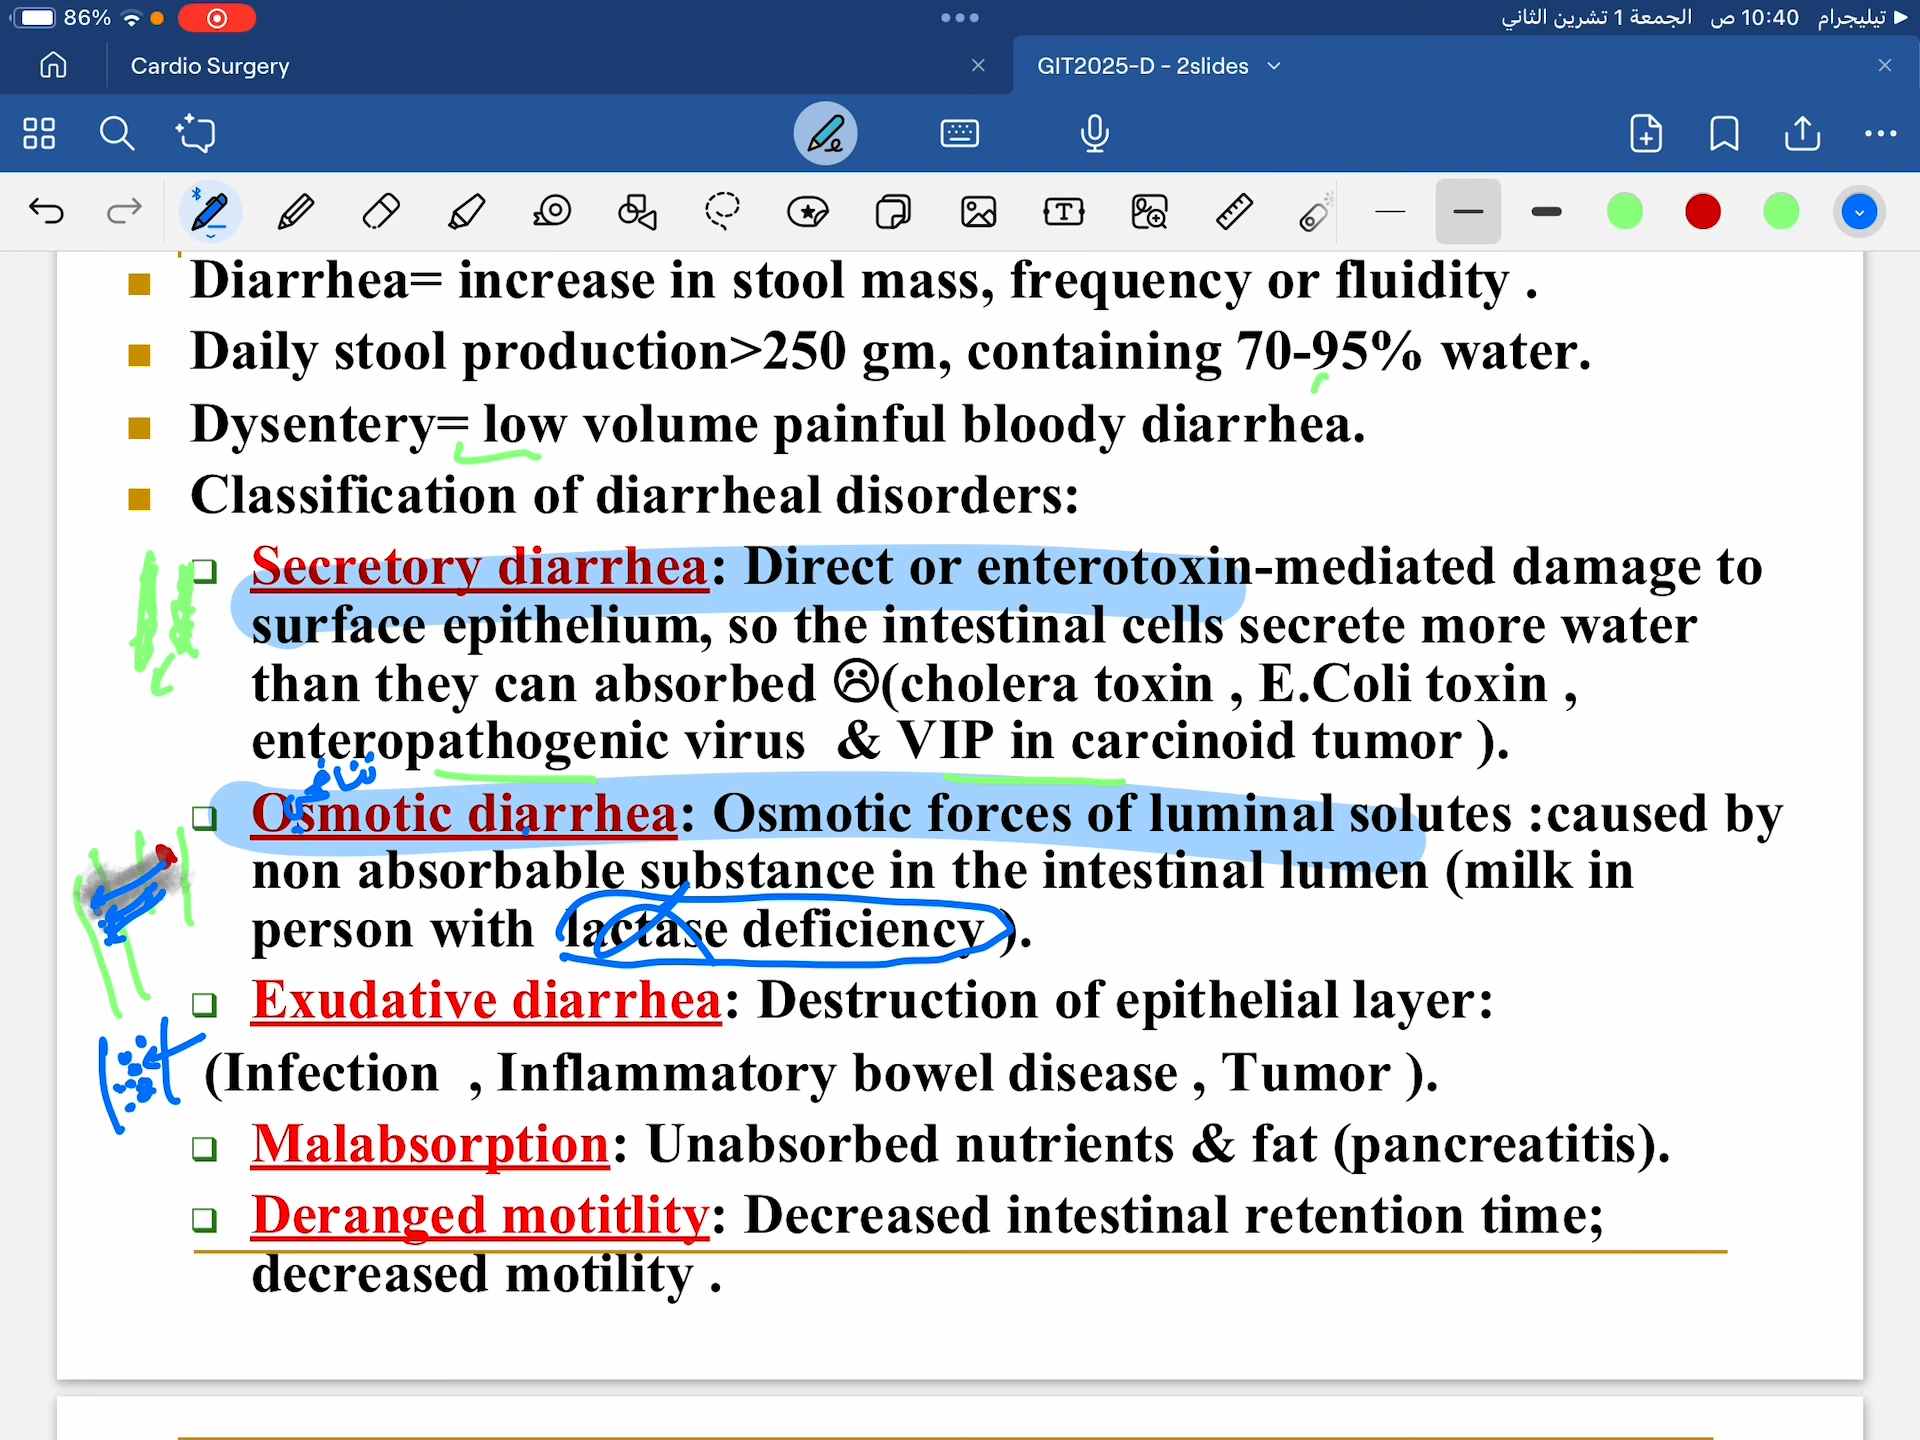 86%
تيليجرام 10:40 ص الجمعة 1 تشرين الثاني
Cardio Surgery
GIT2025-D - 2slides
Diarrhea= increase in stool mass, frequency or fluidity .
Daily stool production>250 gm, containing 70-95% water.
Dysentery= low volume painful bloody diarrhea.
Classification of diarrheal disorders:
Secretory diarrhea: Direct or enterotoxin-mediated damage to
surface epithelium, so the intestinal cells secrete more water
than they can absorbed ☹(cholera toxin , E.Coli toxin ,
enteropathogenic virus & VIP in carcinoid tumor ).
Osmotic diarrhea: Osmotic forces of luminal solutes :caused by
non absorbable substance in the intestinal lumen (milk in
person with lactase deficiency ).
Exudative diarrhea: Destruction of epithelial layer:
(Infection , Inflammatory bowel disease , Tumor ).
Malabsorption: Unabsorbed nutrients & fat (pancreatitis).
Deranged motitlity: Decreased intestinal retention time;
decreased motility .